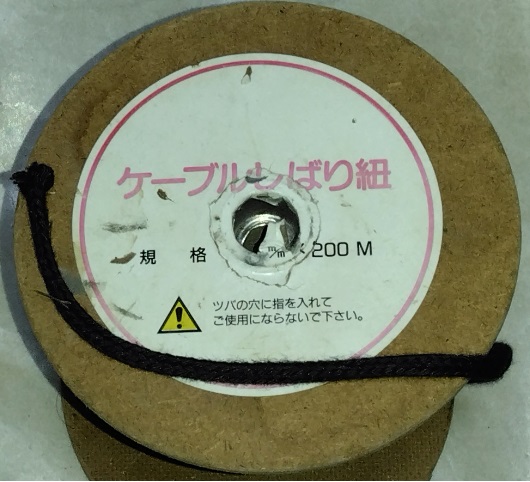 ケーブルしばり紐
規 格 m/m × 200 M
ツバの穴に指を入れて
ご使用にならないで下さい。